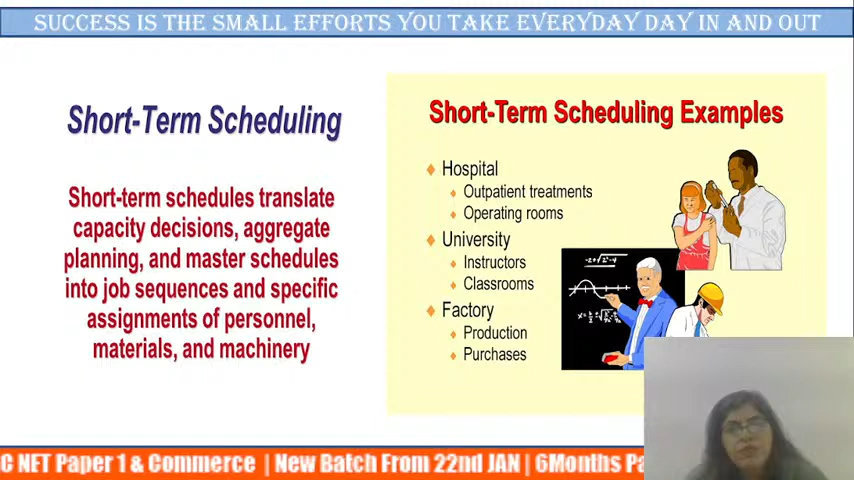 SUCCESS IS THE SMALL EFFORTS YOU TAKE EVERYDAY DAY IN AND OUT
Short-Term Scheduling
Short-term schedules translate
capacity decisions, aggregate
planning, and master schedules
into job sequences and specific
assignments of personnel,
materials, and machinery
Short-Term Scheduling Examples
Hospital
Outpatient treatments
Operating rooms
University
Instructors
Classrooms
Factory
Production
Purchases
C NET Paper 1 & Commerce | New Batch From 22nd JAN | 6Months Pa